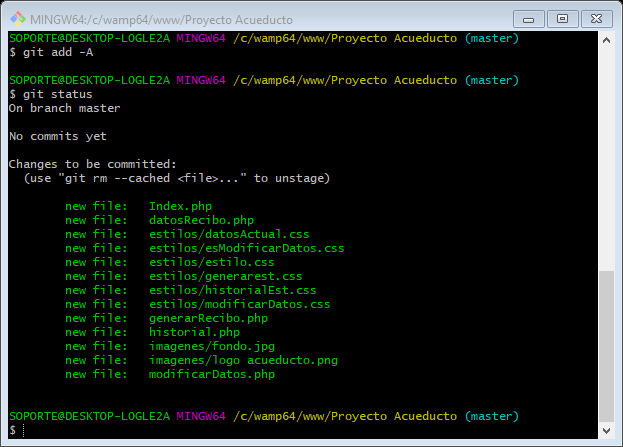 MINGW64:/c/wamp64/www/Proyecto Acueducto
SOPORTE@DESKTOP-LOGLE2A MINGW64 /c/wamp64/www/Proyecto Acueducto (master)
$ git add -A
SOPORTE@DESKTOP-LOGLE2A MINGW64 /c/wamp64/www/Proyecto Acueducto (master)
$ git status
On branch master
No commits yet
Changes to be committed:
(use "git rm --cached <file>..." to unstage)
new file: Index.php
new file: datosRecibo.php
new file: estilos/datosActual.css
new file: estilos/esModificarDatos.css
new file: estilos/estilo.css
new file: estilos/generarest.css
new file: estilos/historialEst.css
new file: estilos/modificarDatos.css
new file: generarRecibo.php
new file: historial.php
new file: imagenes/fondo.jpg
new file: imagenes/logo acueducto.png
new file: modificarDatos.php
SOPORTE@DESKTOP-LOGLE2A MINGW64 /c/wamp64/www/Proyecto Acueducto (master)
$